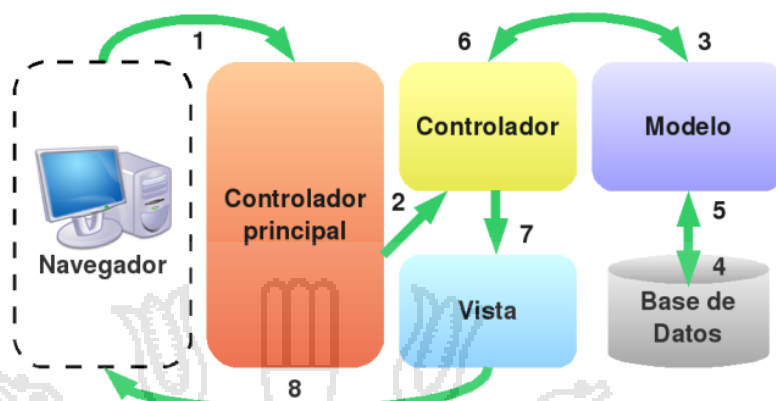 1
6
3
Controlador
Modelo
Controlador
principal
2
5
7
Navegador
4
Vista
Base de
Datos
8